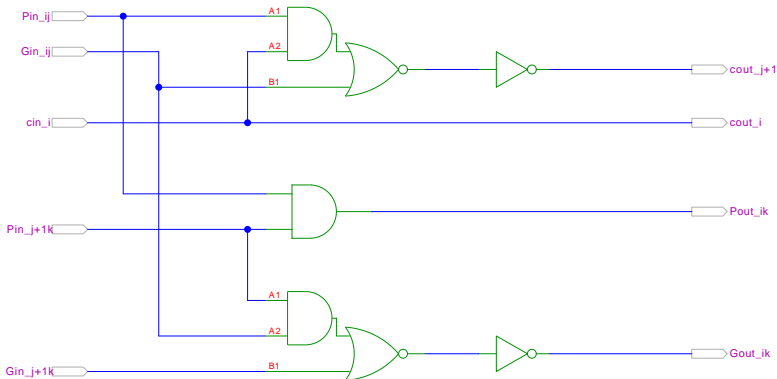 Pin_ij
A1
Gin_ij
A2
cout_j+1
B1
cin_i
cout_i
Pout_ik
Pin_j+1k
A1
A2
Gout_ik
Gin_j+1k
B1